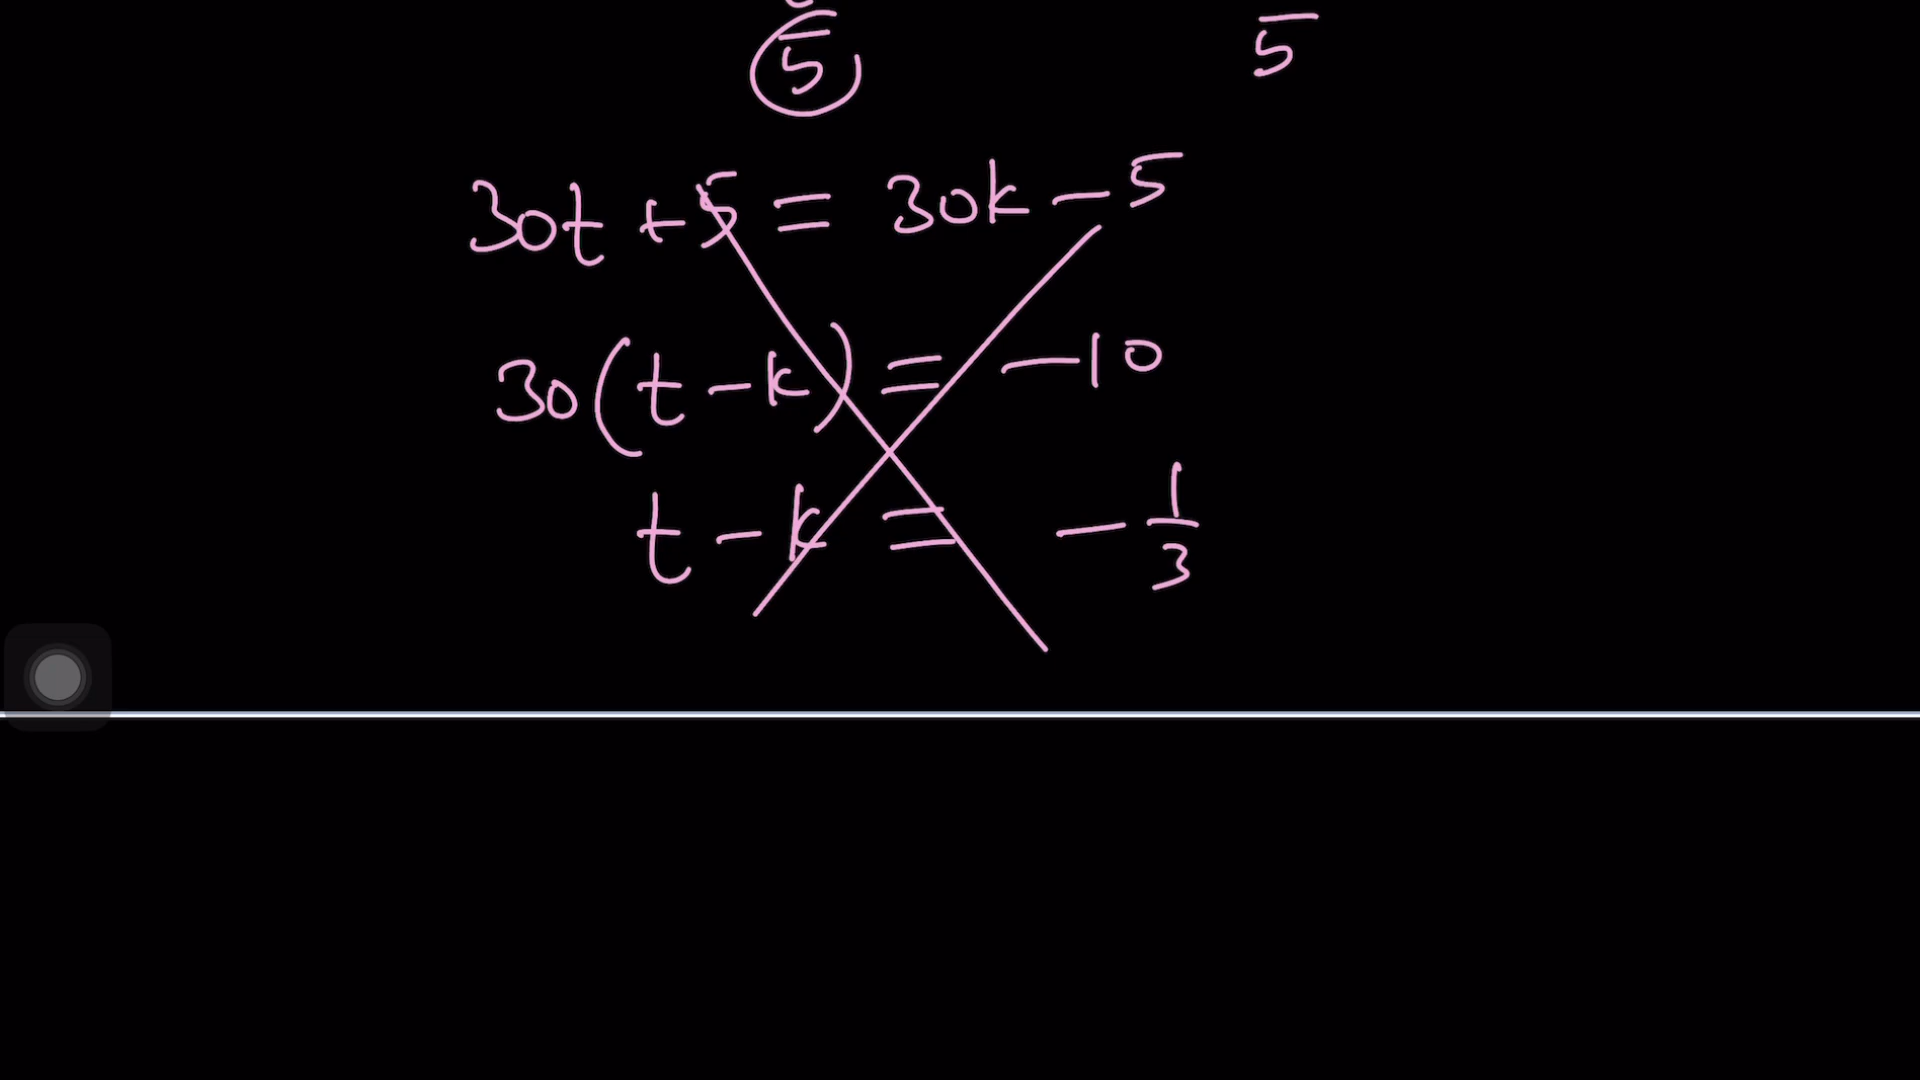 5 5
30t + 5 = 30k - 5
30(t - k) = -10
t - k = - 1/3